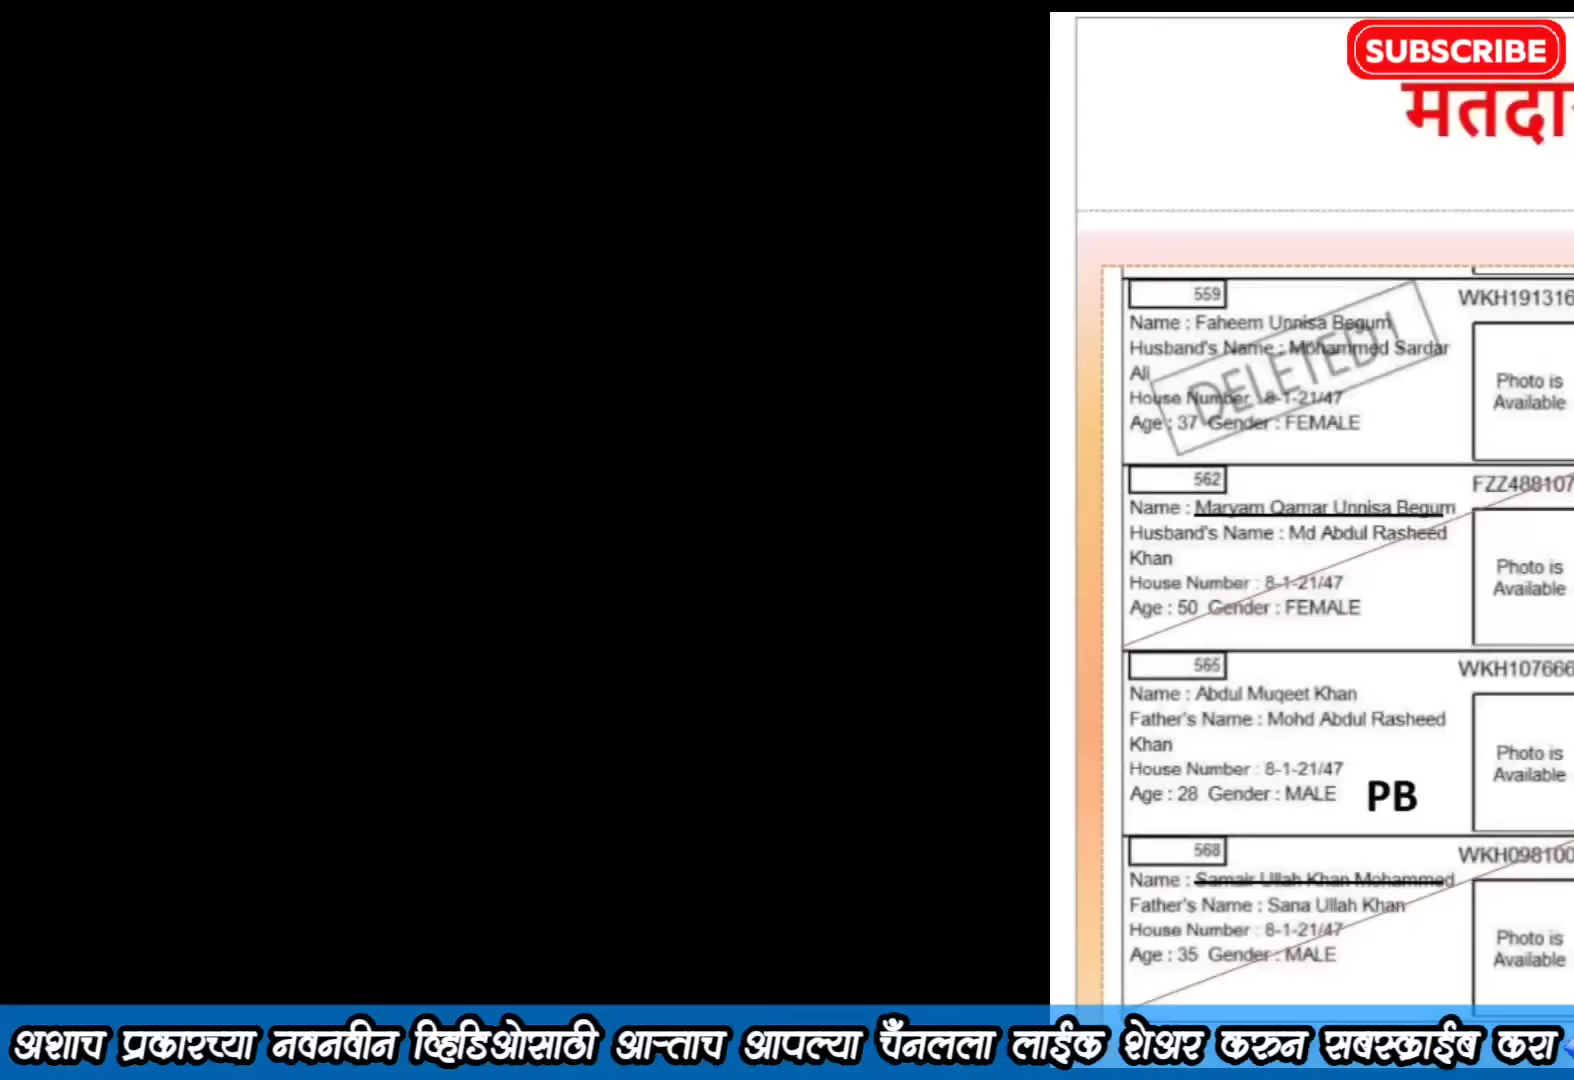 SUBSCRIBE
559
WKH191316
Name : Faheem Unnisa Begum
Husband's Name : Mohammed Sardar
Ali
House Number : 8-1-21/47
Age : 37 Gender : FEMALE
DELETED !
Photo is
Available
562
FZZ488107
Name : Maryam Qamar Unnisa Begum
Husband's Name : Md Abdul Rasheed
Khan
House Number : 8-1-21/47
Age : 50 Gender : FEMALE
Photo is
Available
565
WKH107666
Name : Abdul Muqeet Khan
Father's Name : Mohd Abdul Rasheed
Khan
House Number : 8-1-21/47
Age : 28 Gender : MALE
PB
Photo is
Available
568
WKH098100
Name : Samair Ullah Khan Mohammed
Father's Name : Sana Ullah Khan
House Number : 8-1-21/47
Age : 35 Gender : MALE
Photo is
Available
अशाच प्रकारच्या नवनवीन व्हिडिओसाठी आत्ताच आपल्या चॅनलला लाईक शेअर करुन सबस्क्राईब करा